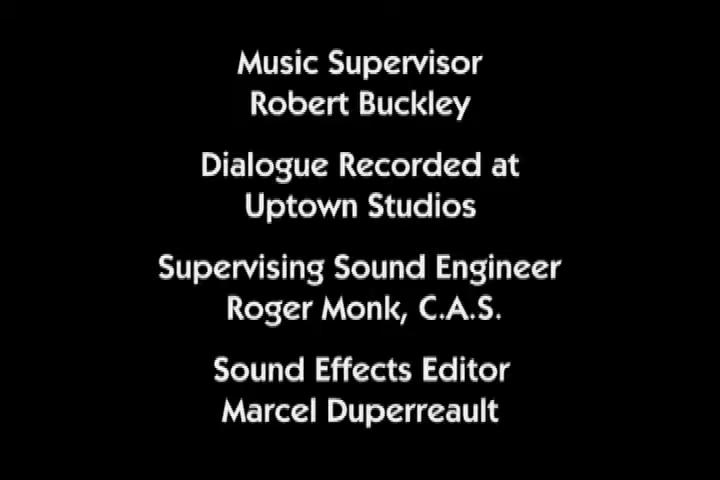 Music Supervisor
Robert Buckley
Dialogue Recorded at
Uptown Studios
Supervising Sound Engineer
Roger Monk, C.A.S.
Sound Effects Editor
Marcel Duperreault